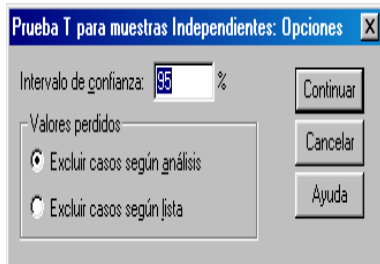 Prueba T para muestras Independientes: Opciones
Intervalo de confianza: 95 %
Continuar
Valores perdidos
Cancelar
Excluir casos según análisis
Ayuda
Excluir casos según lista